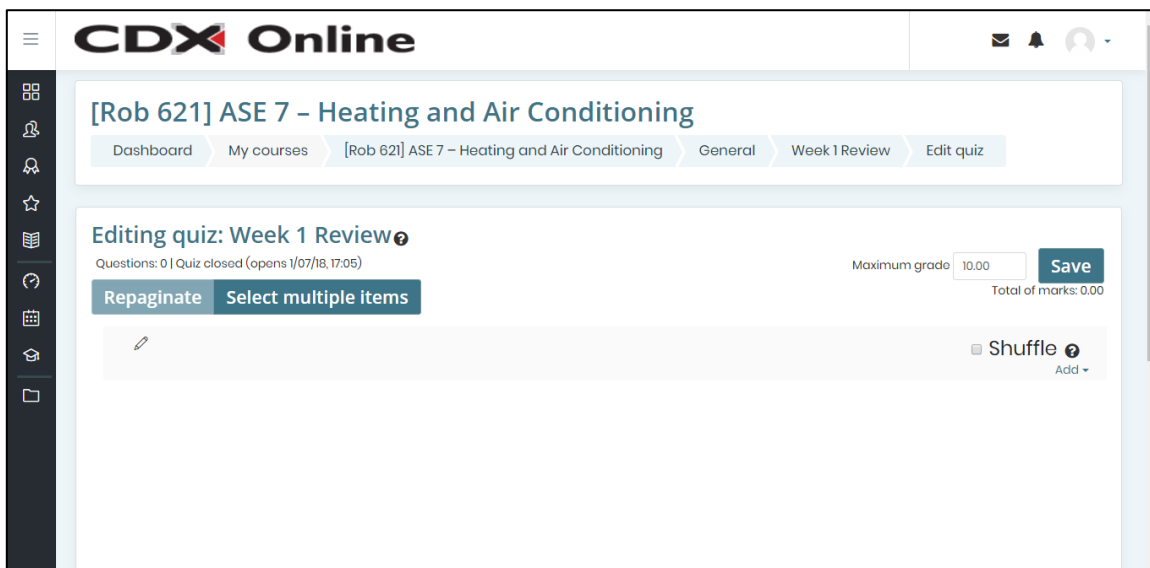 CDX Online
[Rob 621] ASE 7 – Heating and Air Conditioning
Dashboard My courses [Rob 621] ASE 7 – Heating and Air Conditioning General Week 1 Review Edit quiz
Editing quiz: Week 1 Review
Questions: 0 | Quiz closed (opens 1/07/18, 17:05)
Maximum grade 10.00 Save
Total of marks: 0.00
Repaginate Select multiple items
Shuffle
Add